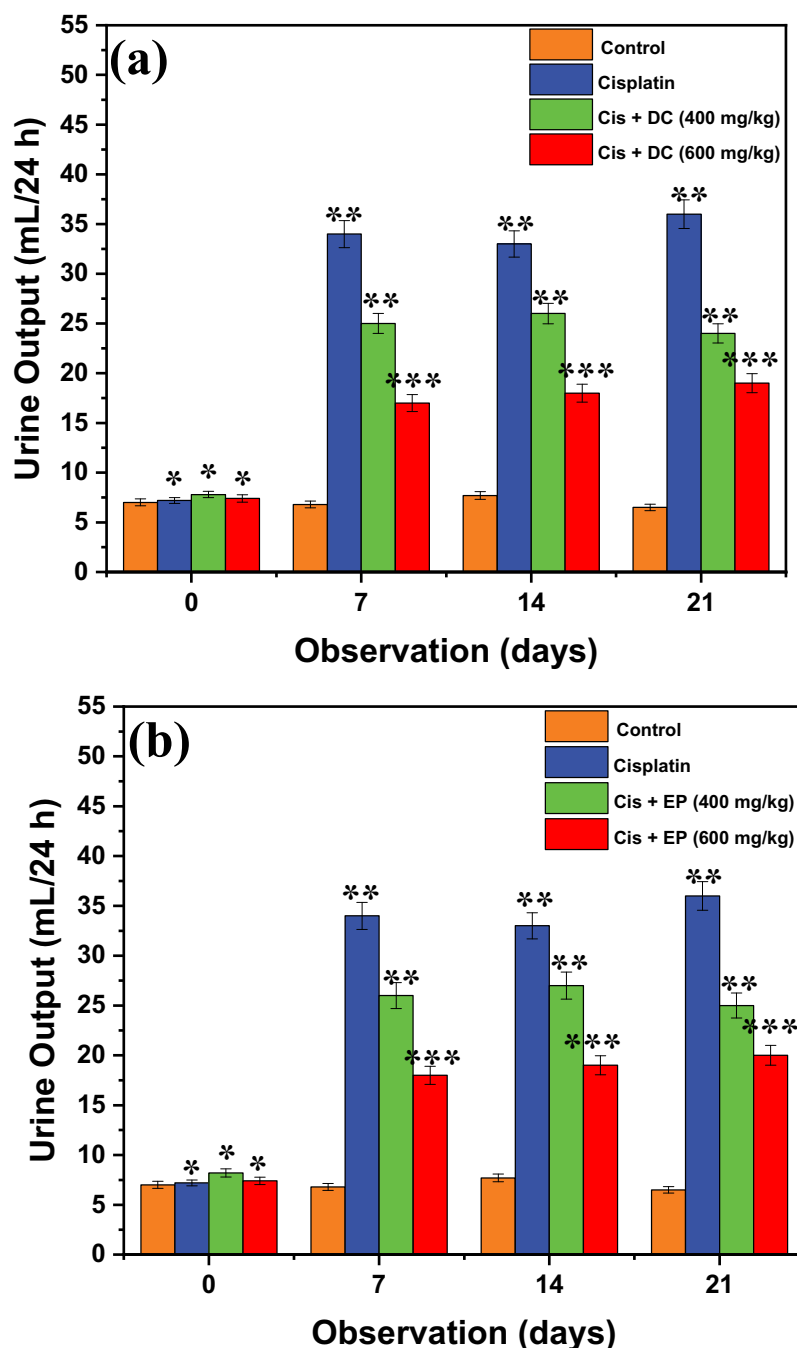 (a)
Control
Cisplatin
Cis + DC (400 mg/kg)
Cis + DC (600 mg/kg)
Urine Output (mL/24 h)
55
50
45
40
35
30
25
20
15
10
5
0
** ** **
** ** **
*** *** ***
* * *
0 7 14 21
Observation (days)
(b)
Control
Cisplatin
Cis + EP (400 mg/kg)
Cis + EP (600 mg/kg)
Urine Output (mL/24 h)
55
50
45
40
35
30
25
20
15
10
5
0
** ** **
** ** **
*** *** ***
* * *
0 7 14 21
Observation (days)